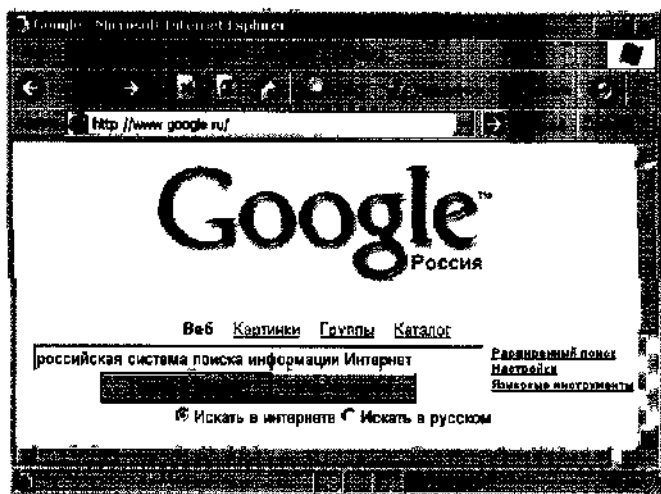 Google - Microsoft Internet Explorer
http://www.google.ru/
Google™
Россия
Веб Картинки Группы Каталог
российская система поиска информации Интернет
Расширенный поиск
Настройки
Языковые инструменты
Искать в интернете Искать в русском